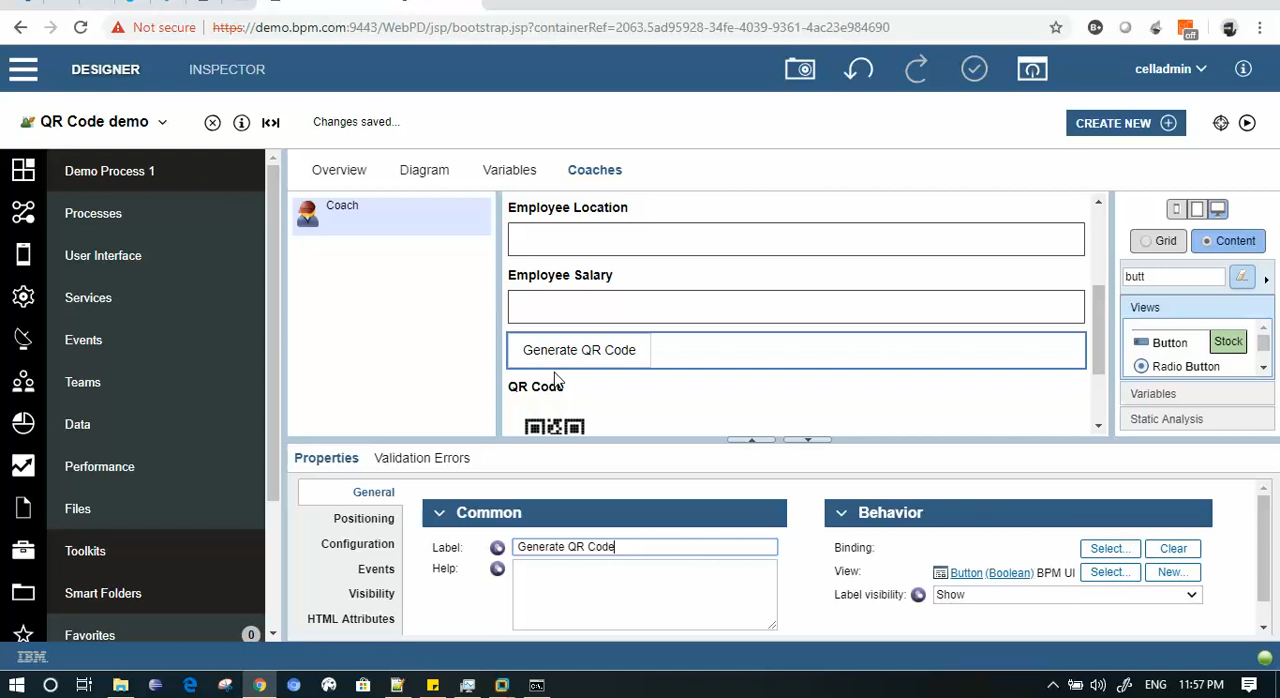 Not secure
https://demo.bpm.com:9443/WebPD/jsp/bootstrap.jsp?containerRef=2063.5ad95928-34fe-4039-9361-4ac23e984690
off
DESIGNER
INSPECTOR
celladmin
QR Code demo
Changes saved...
CREATE NEW
Demo Process 1
Processes
User Interface
Services
Events
Teams
Data
Performance
Files
Toolkits
Smart Folders
Favorites
0
Overview
Diagram
Variables
Coaches
Coach
Employee Location
Employee Salary
Generate QR Code
QR Code
Grid
Content
butt
Views
Button
Stock
Radio Button
Variables
Static Analysis
Properties
Validation Errors
General
Positioning
Configuration
Events
Visibility
HTML Attributes
Common
Label:
Generate QR Code
Help:
Behavior
Binding:
Select...
Clear
View:
Button (Boolean) BPM UI
Select...
New...
Label visibility:
Show
IBM
ENG
11:57 PM